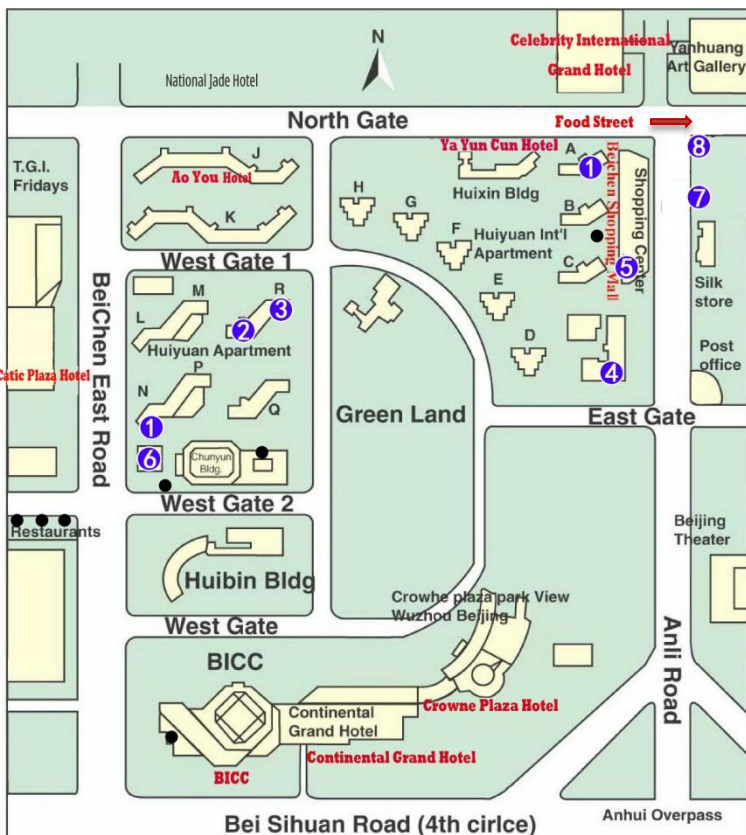 Celebrity International
Grand Hotel
Yanhuang
Art Gallery
N
National Jade Hotel
North Gate
Food Street
T.G.I.
Fridays
J
Ao You Hotel
K
Ya Yun Cun Hotel
Huixin Bldg
A
1
8
7
H
G
F
B
Huiyuan Int'l
Apartment
E
C
D
Beichen Shopping Mall
Shopping Center
5
4
Silk
store
Post
office
West Gate 1
BeiChen East Road
M
L
R
3
2
Huiyuan Apartment
P
N
Q
1
6
Chunyun
Bldg.
Catic Plaza Hotel
Green Land
East Gate
West Gate 2
Restaurants
Huibin Bldg
Beijing
Theater
Crowhe plaza park View
Wuzhou Beijing
West Gate
BICC
Anli Road
Continental
Grand Hotel
Crowne Plaza Hotel
BICC
Continental Grand Hotel
Bei Sihuan Road (4th cirlce)
Anhui Overpass